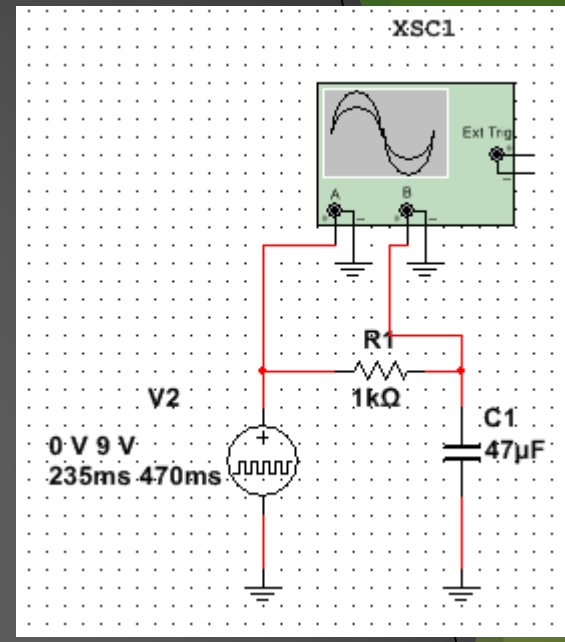 XSC1
Ext Trig
A
B
R1
1kΩ
V2
0 V 9 V
235ms 470ms
C1
47µF